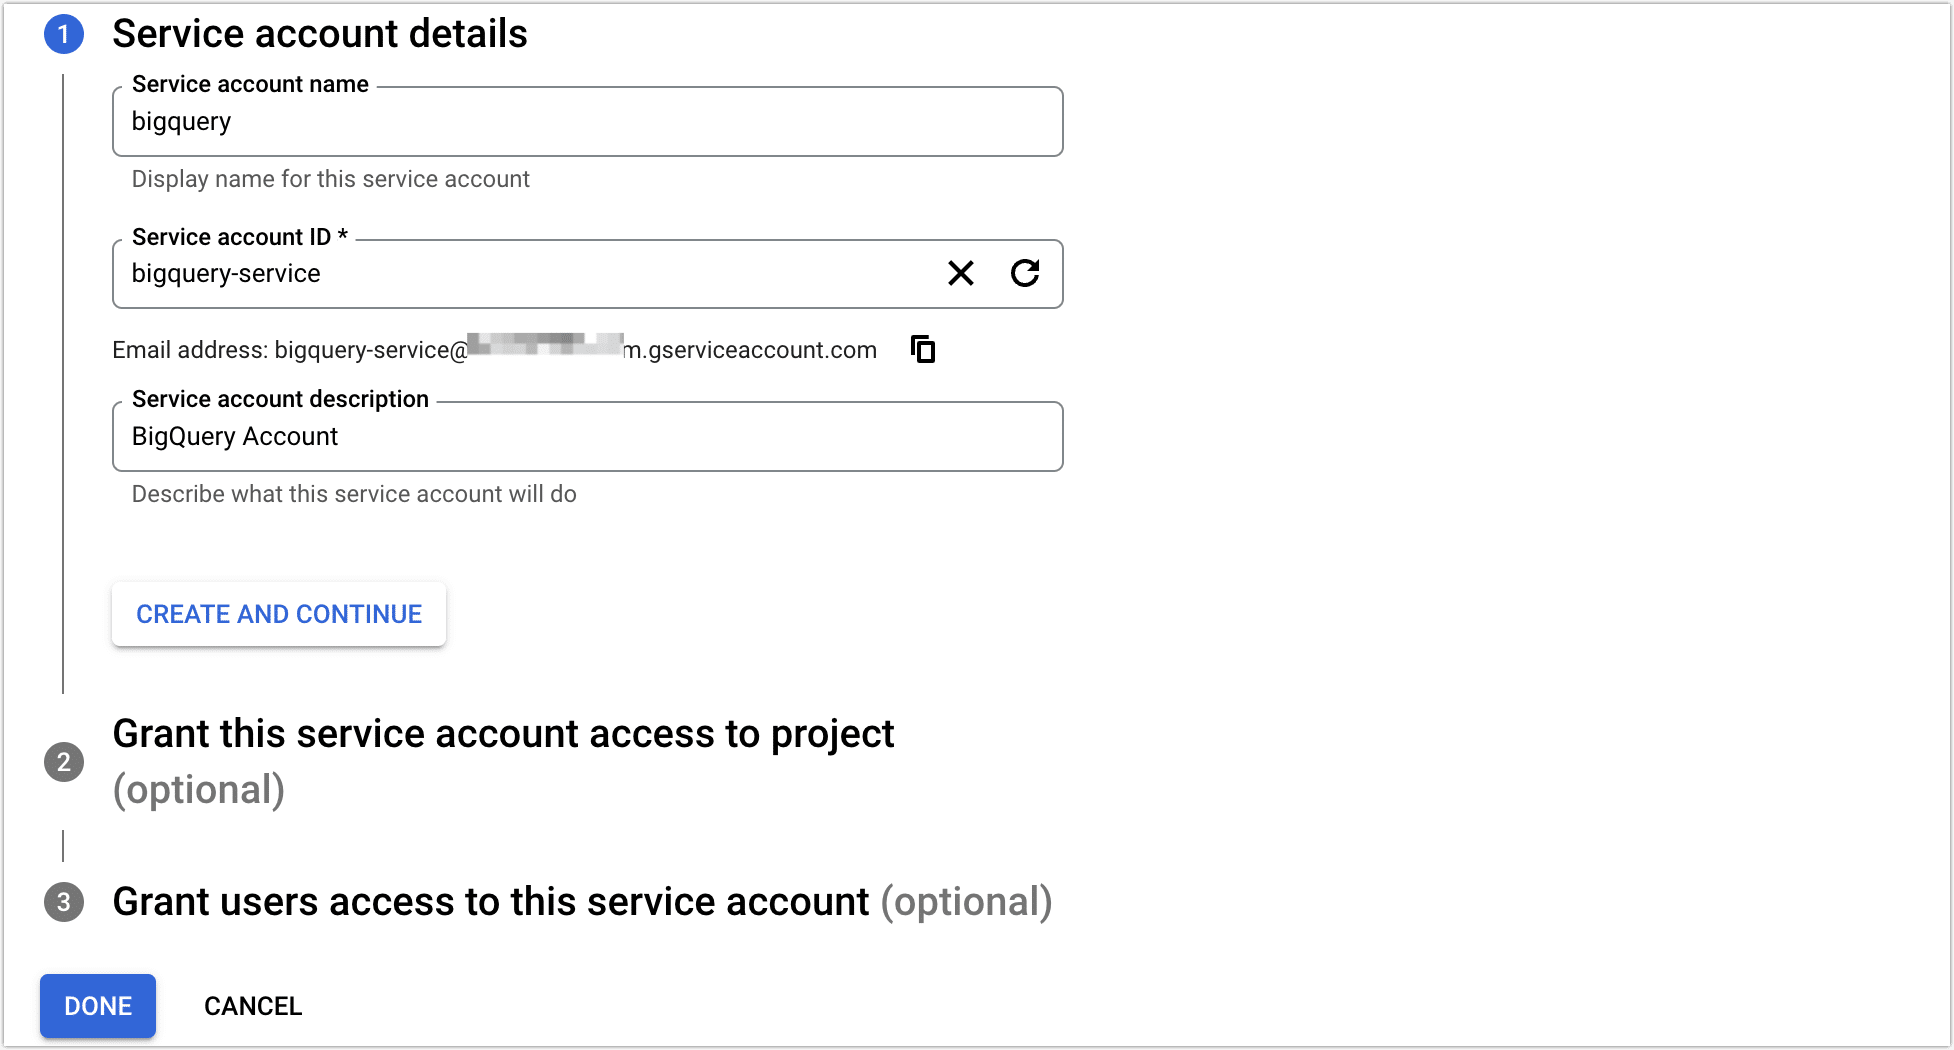 1 Service account details
Service account name
bigquery
Display name for this service account
Service account ID *
bigquery-service
Email address: bigquery-service@ m.gserviceaccount.com
Service account description
BigQuery Account
Describe what this service account will do
CREATE AND CONTINUE
2 Grant this service account access to project
(optional)
3 Grant users access to this service account (optional)
DONE CANCEL